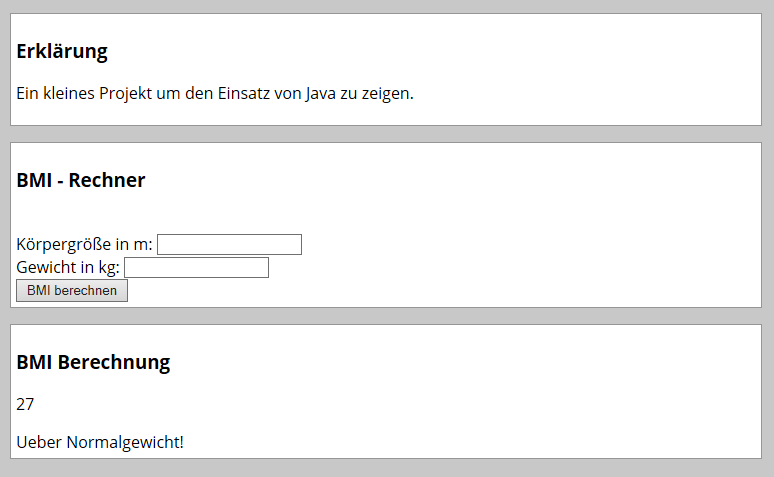 Erklärung
Ein kleines Projekt um den Einsatz von Java zu zeigen.
BMI - Rechner
Körpergröße in m:
Gewicht in kg:
BMI berechnen
BMI Berechnung
27
Ueber Normalgewicht!